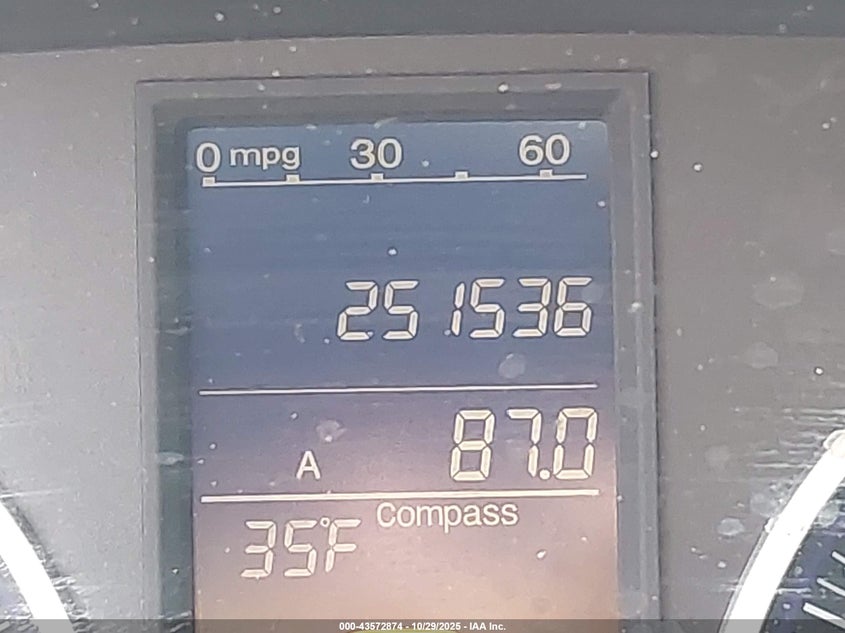 0 mpg 30 60
251536
A 87.0
Compass
35°F
000-43572874 - 10/29/2025 - IAA Inc.